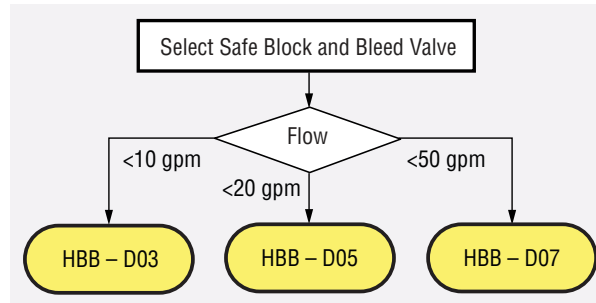 Select Safe Block and Bleed Valve
Flow
<10 gpm
<20 gpm
<50 gpm
HBB – D03
HBB – D05
HBB – D07